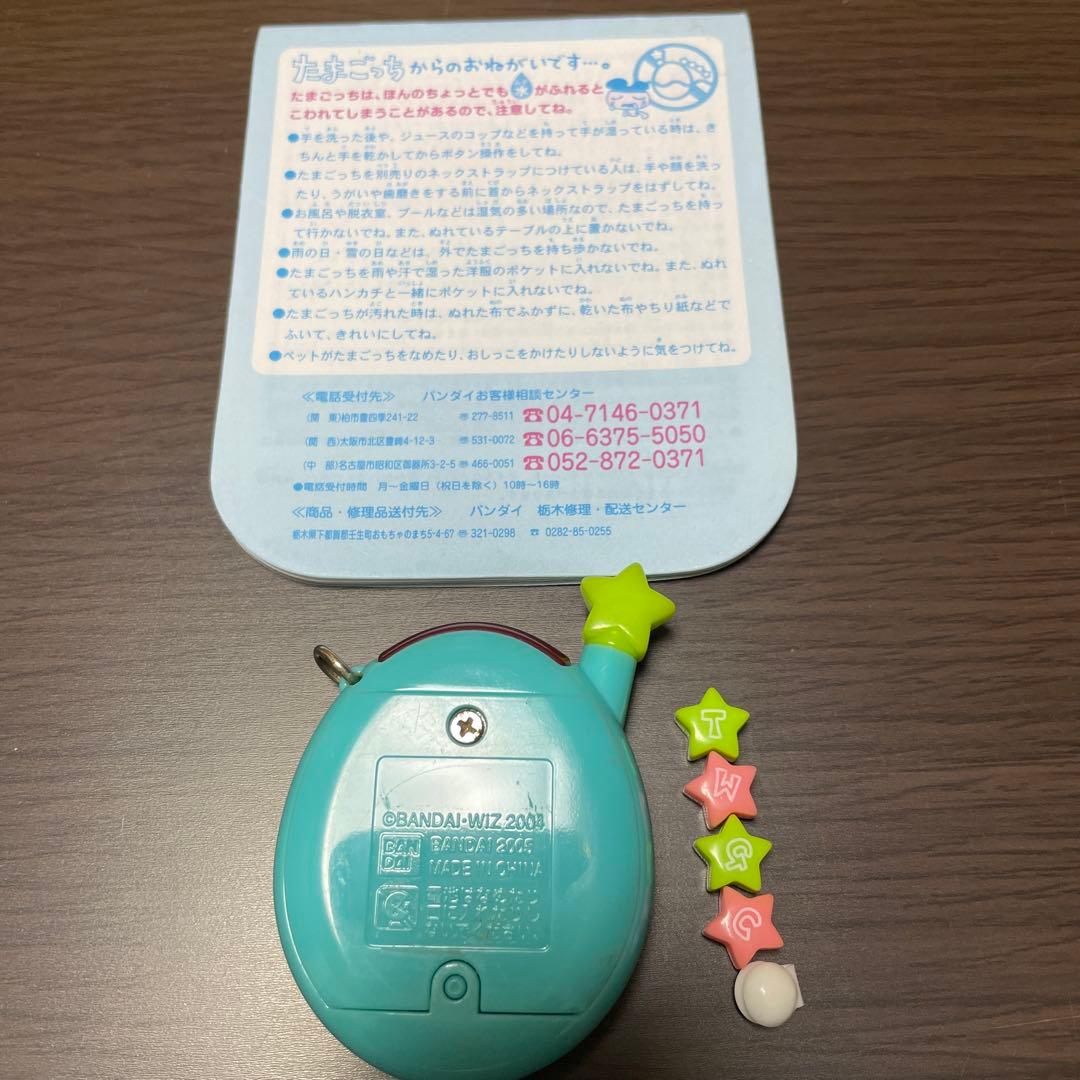 たまごっちからのおねがいです…。
たまごっちは、ほんのちょっとでも水がふれると
こわれてしまうことがあるので、注意してね。
●手を洗った後や、ジュースのコップなどを持って手が湿っている時は、き
ちんと手を乾かしてからボタン操作をしてね。
●たまごっちを別売りのネックストラップにつけている人は、手や顔を洗っ
たり、うがいや歯磨きをする前に首からネックストラップをはずしてね。
●お風呂や脱衣室、プールなどは湿気の多い場所なので、たまごっちを持っ
て行かないでね。また、ぬれているテーブルの上に置かないでね。
●雨の日・雪の日などは、外でたまごっちを持ち歩かないでね。
●たまごっちを雨や汗で湿った洋服のポケットに入れないでね。また、ぬれ
ているハンカチと一緒にポケットに入れないでね。
●たまごっちが汚れた時は、ぬれた布でふかずに、乾いた布やちり紙などで
ふいて、きれいにしてね。
●ペットがたまごっちをなめたり、おしっこをかけたりしないように気をつけてね。
≪電話受付先≫ バンダイお客様相談センター
(関 東)柏市豊四季241-22 〒277-8511 ☎04-7146-0371
(関 西)大阪市北区豊崎4-12-3 〒531-0072 ☎06-6375-5050
(中 部)名古屋市昭和区御器所3-2-5 〒466-0051 ☎052-872-0371
●電話受付時間 月~金曜日(祝日を除く)10時~16時
≪商品・修理品送付先≫ バンダイ 栃木修理・配送センター
栃木県下都賀郡壬生町おもちゃのまち5-4-67 〒321-0298 ☎ 0282-85-0255
©BANDAI・WiZ 2004
BANDAI 2005
MADE IN CHINA
BAN
DAI
T
W
G
C